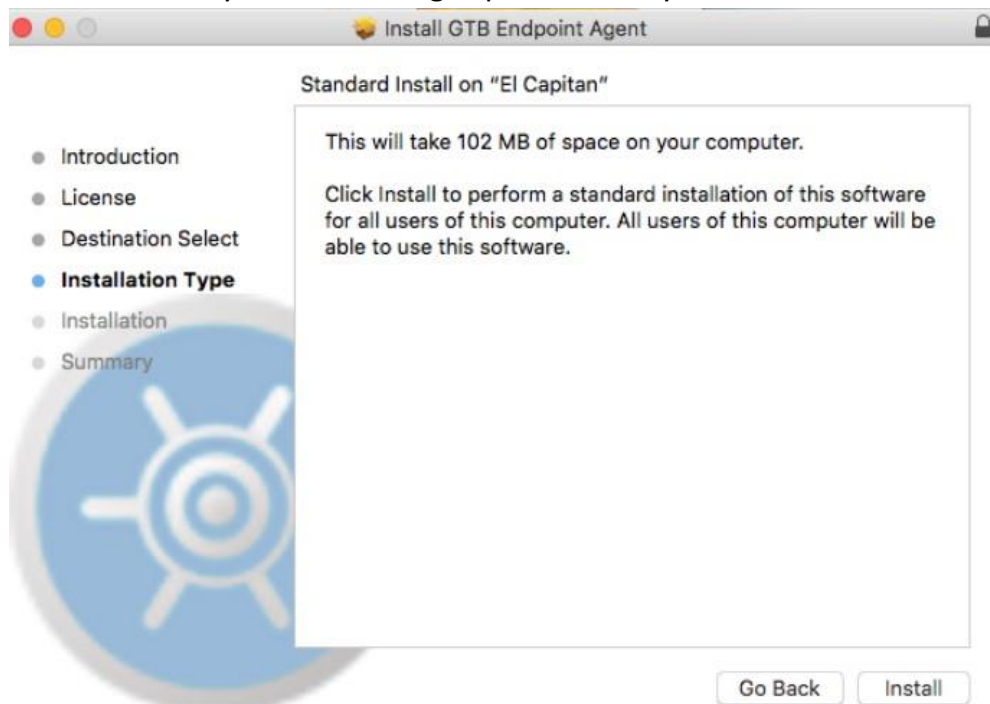 Install GTB Endpoint Agent
Standard Install on "El Capitan"
Introduction
License
Destination Select
Installation Type
Installation
Summary
This will take 102 MB of space on your computer.
Click Install to perform a standard installation of this software
for all users of this computer. All users of this computer will be
able to use this software.
Go Back
Install